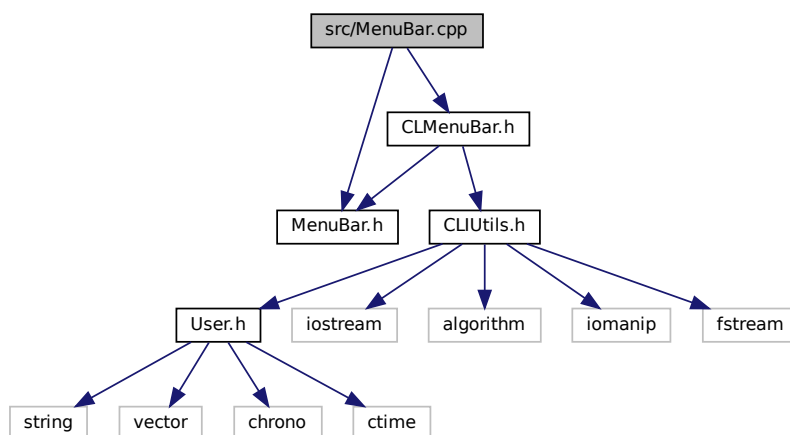 src/MenuBar.cpp
CLMenuBar.h
MenuBar.h
CLIUtils.h
User.h
iostream
algorithm
iomanip
fstream
string
vector
chrono
ctime